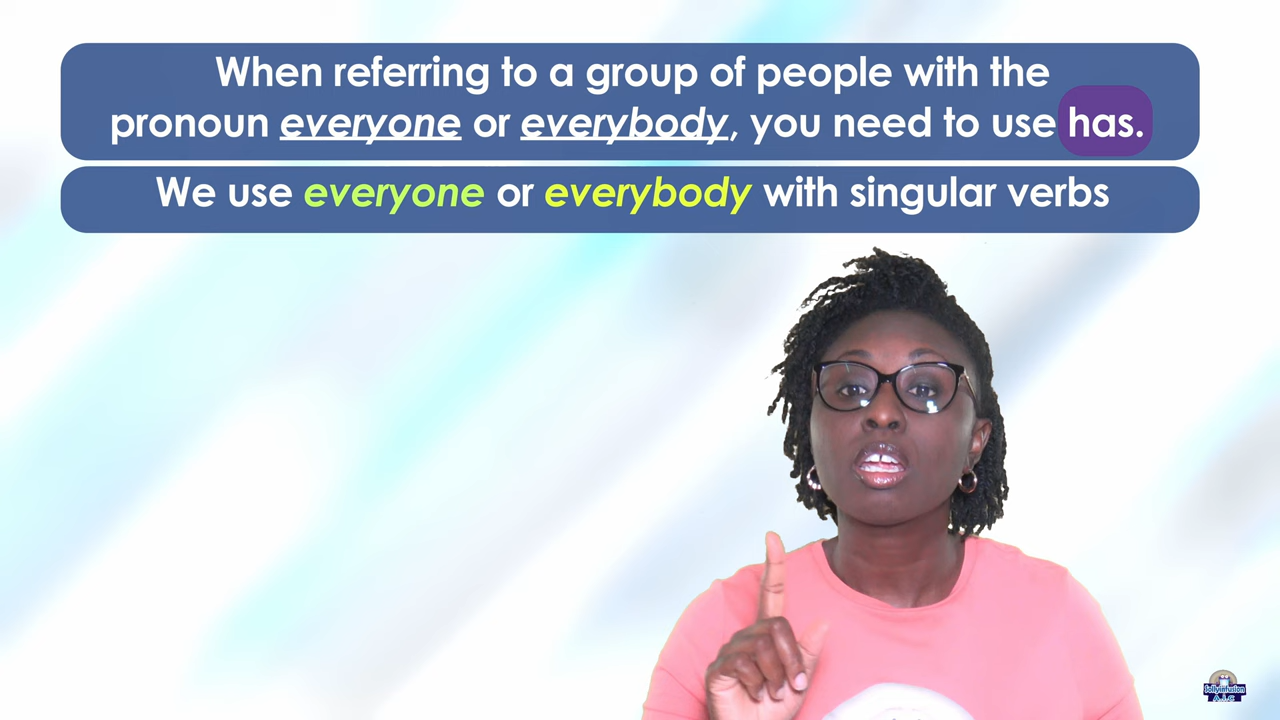 When referring to a group of people with the
pronoun everyone or everybody, you need to use has.
We use everyone or everybody with singular verbs